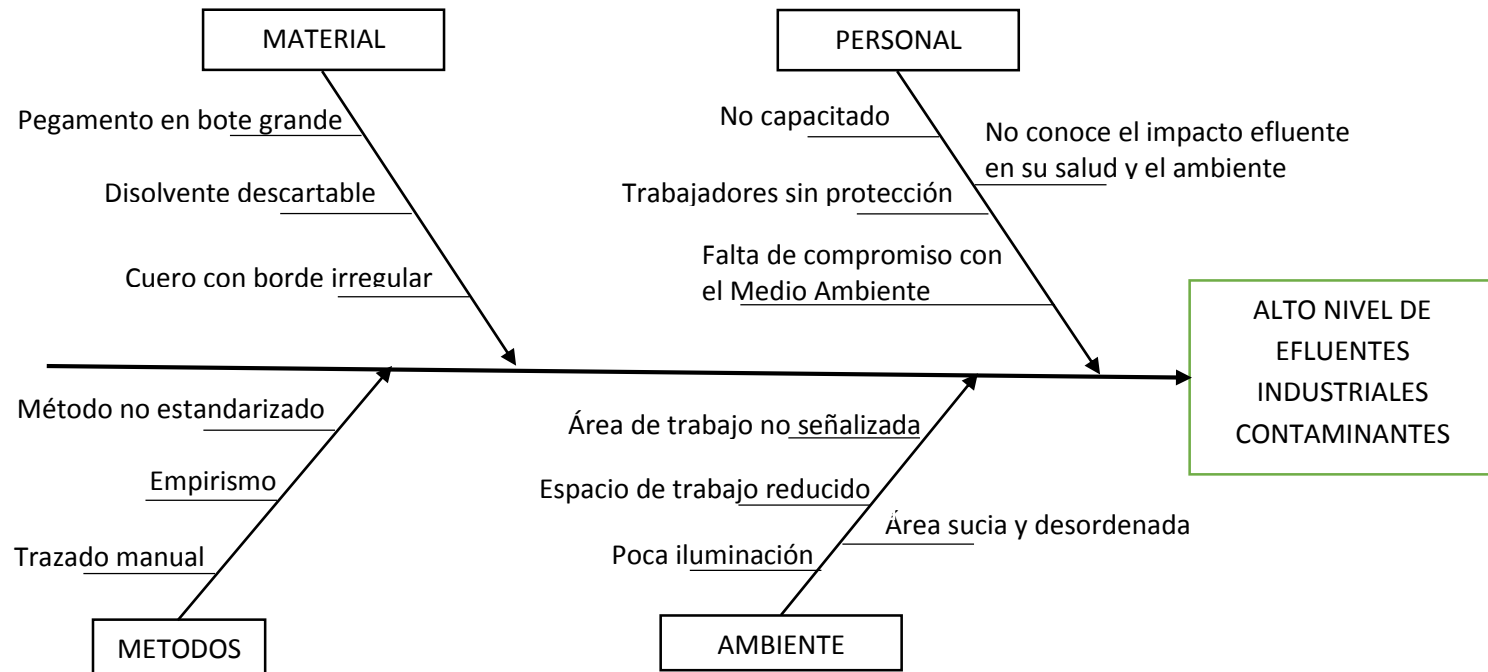 MATERIAL
Pegamento en bote grande
Disolvente descartable
Cuero con borde irregular
PERSONAL
No capacitado
No conoce el impacto efluente
en su salud y el ambiente
Trabajadores sin protección
Falta de compromiso con
el Medio Ambiente
ALTO NIVEL DE
EFLUENTES
INDUSTRIALES
CONTAMINANTES
Método no estandarizado
Empirismo
Trazado manual
METODOS
Área de trabajo no señalizada
Espacio de trabajo reducido
Área sucia y desordenada
Poca iluminación
AMBIENTE